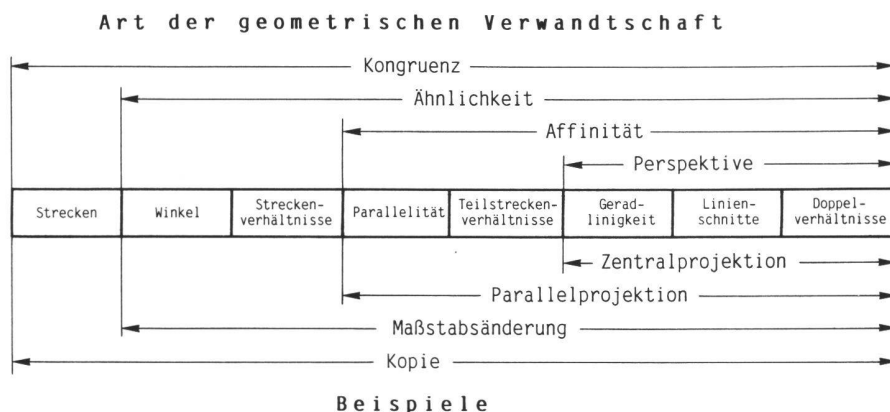 Art der geometrischen Verwandtschaft
Kongruenz
Ähnlichkeit
Affinität
Perspektive
Strecken
Winkel
Strecken-
verhältnisse
Parallelität
Teilstrecken-
verhältnisse
Gerad-
linigkeit
Linien-
schnitte
Doppel-
verhältnisse
Zentralprojektion
Parallelprojektion
Maßstabsänderung
Kopie
Beispiele